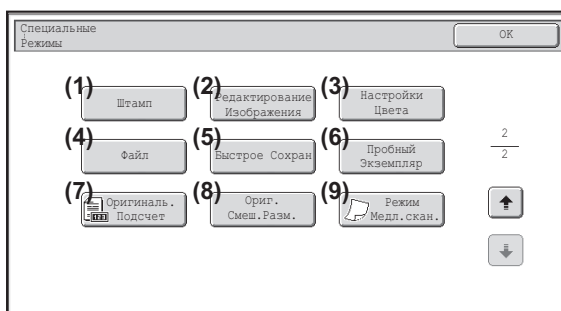 Специальные
Режимы
OK
(1) Штамп
(2) Редактирование
Изображения
(3) Настройки
Цвета
(4) Файл
(5) Быстрое Сохран
(6) Пробный
Экземпляр
2
2
(7) Оригиналь.
Подсчет
(8) Ориг.
Смеш.Разм.
(9) Режим
Медл.скан.